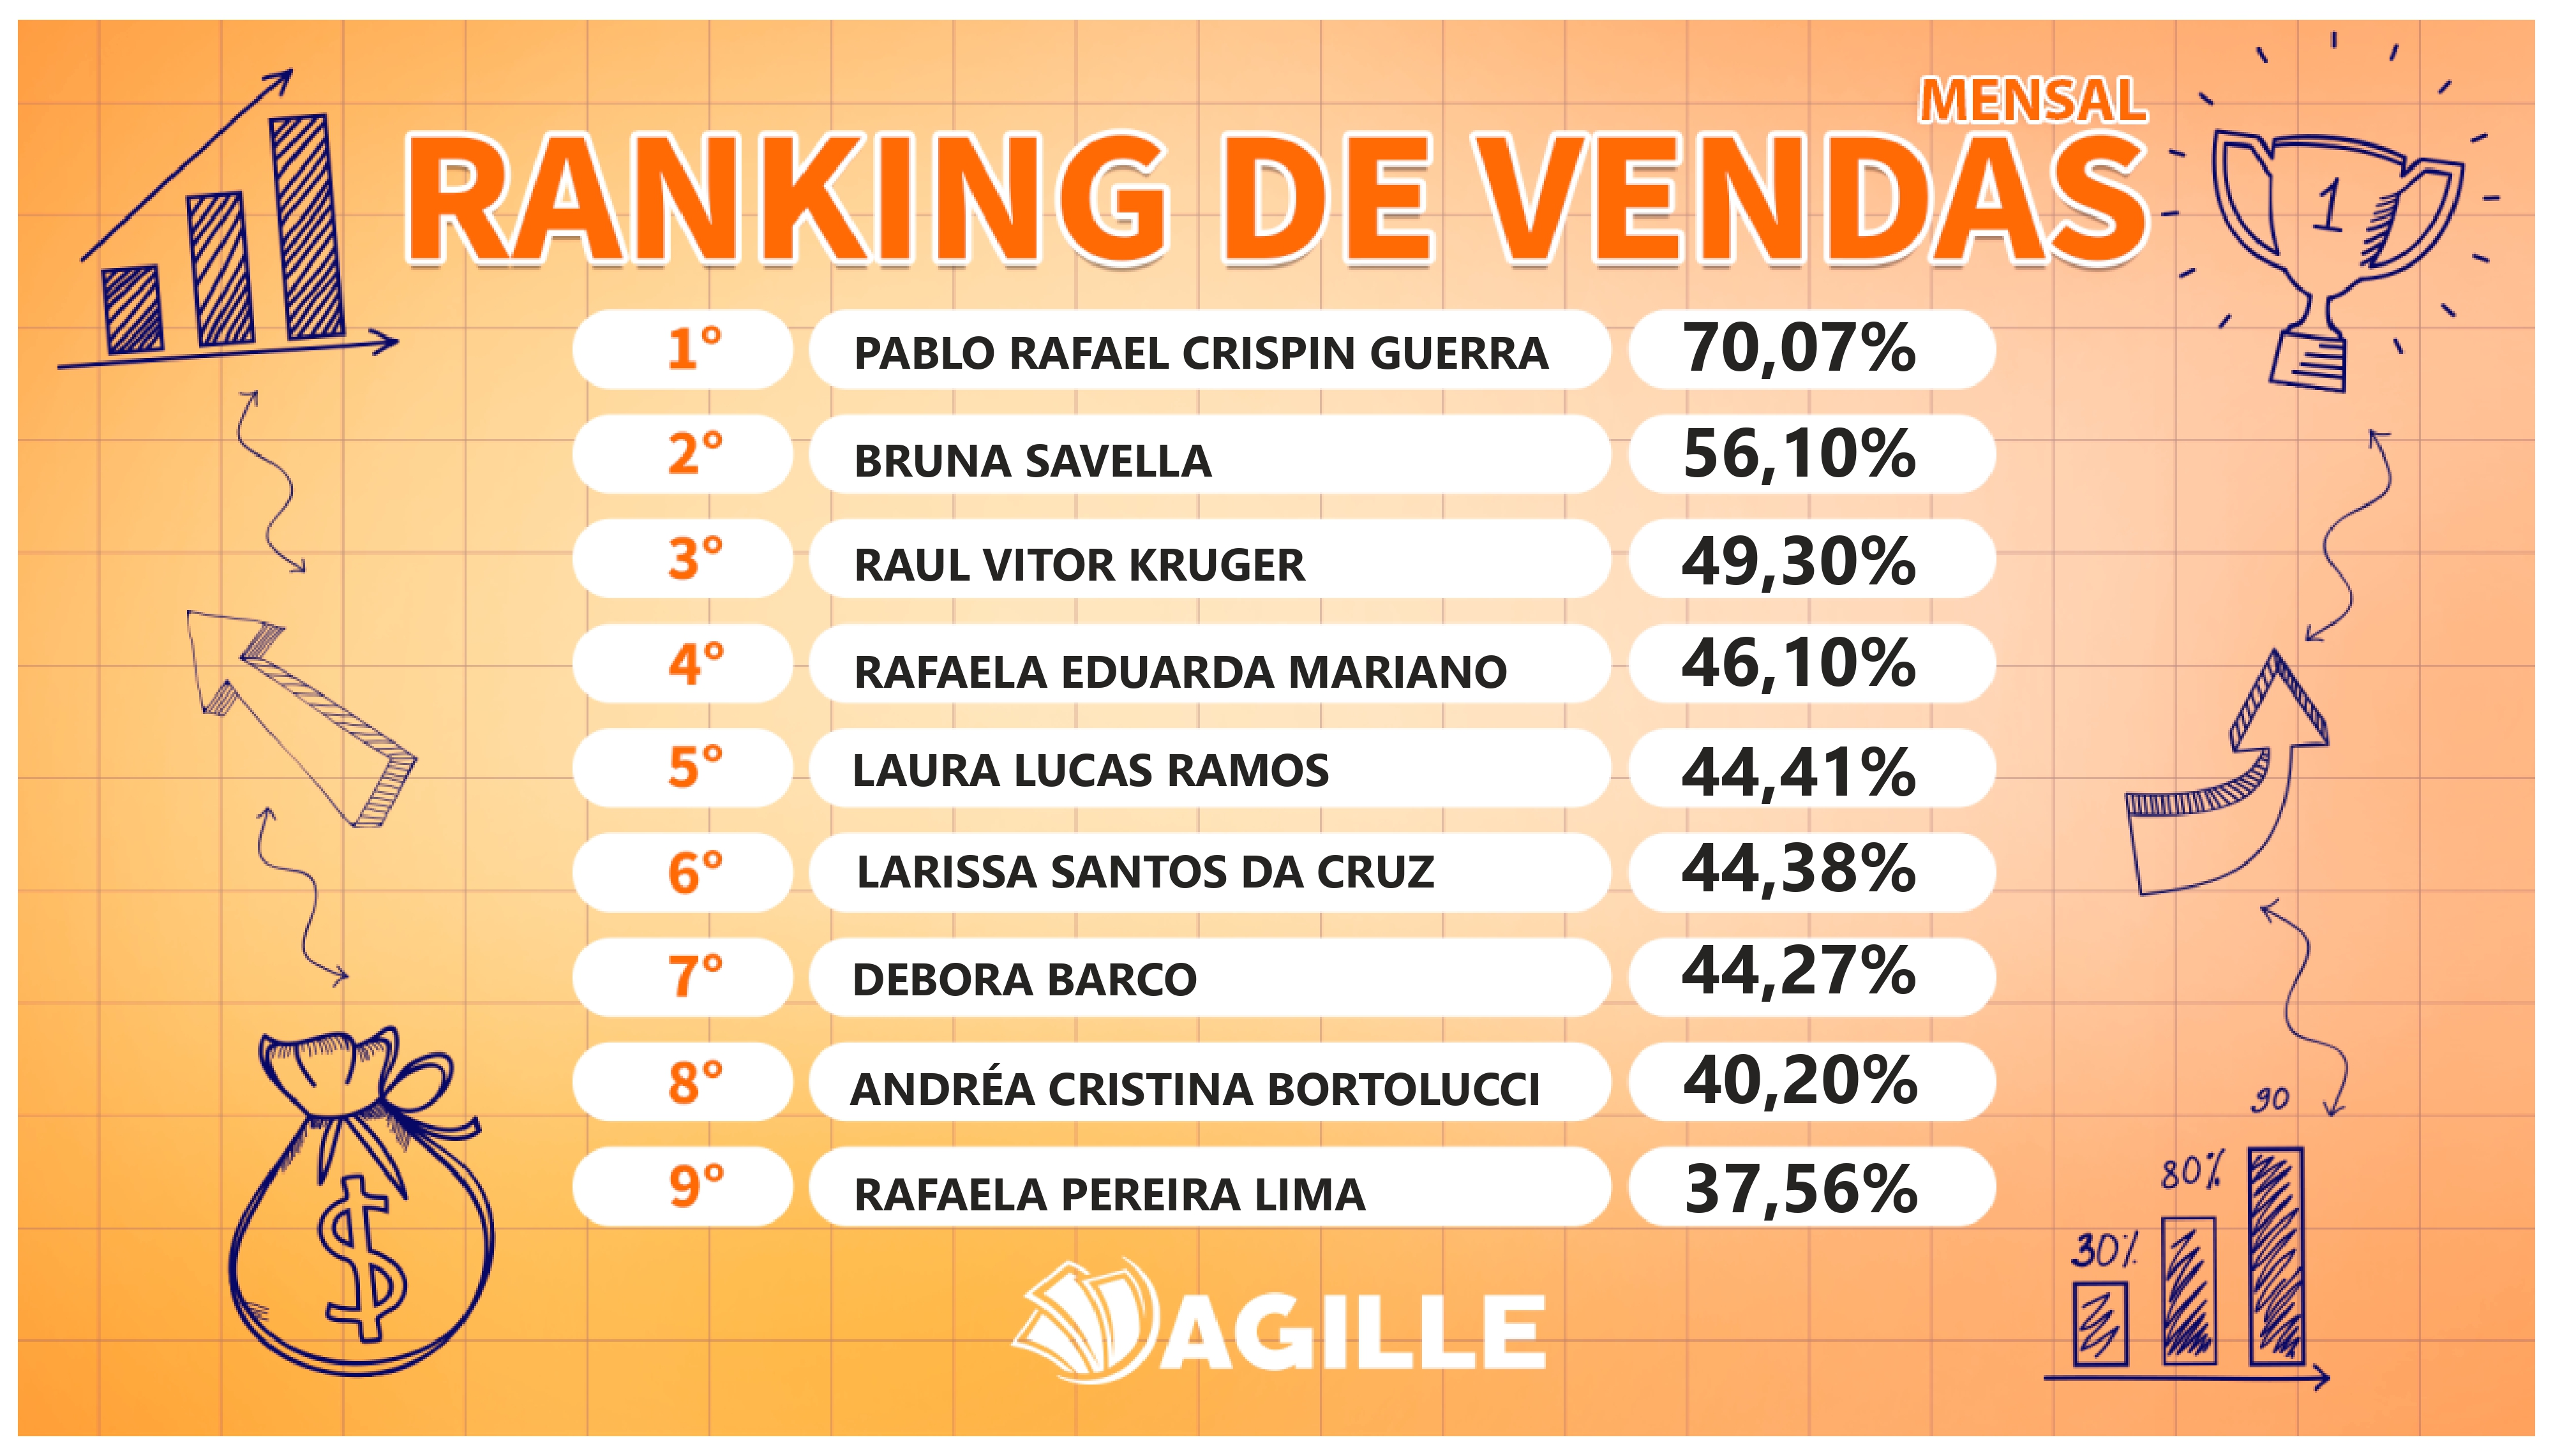 MENSAL
RANKING DE VENDAS
1
1° PABLO RAFAEL CRISPIN GUERRA 70,07%
2° BRUNA SAVELLA 56,10%
3° RAUL VITOR KRUGER 49,30%
4° RAFAELA EDUARDA MARIANO 46,10%
5° LAURA LUCAS RAMOS 44,41%
6° LARISSA SANTOS DA CRUZ 44,38%
7° DEBORA BARCO 44,27%
8° ANDRÉA CRISTINA BORTOLUCCI 40,20%
9° RAFAELA PEREIRA LIMA 37,56%
$
90
80%
30%
AGILLE